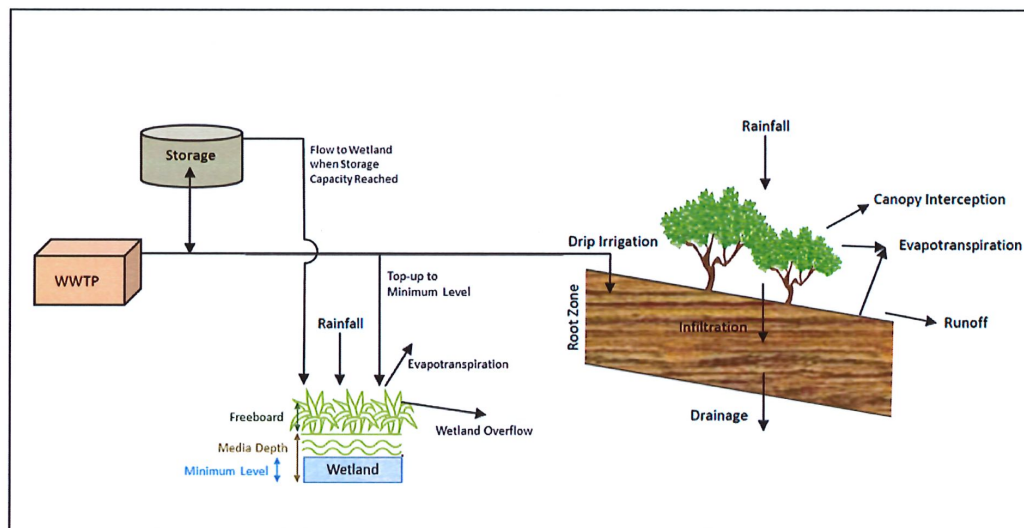 Rainfall
Storage
Flow to Wetland
when Storage
Capacity Reached
Canopy Interception
Drip Irrigation
Evapotranspiration
WWTP
Top-up to
Minimum Level
Root Zone
Rainfall
Infiltration
Runoff
Evapotranspiration
Freeboard
Drainage
Wetland Overflow
Media Depth
Minimum Level
Wetland